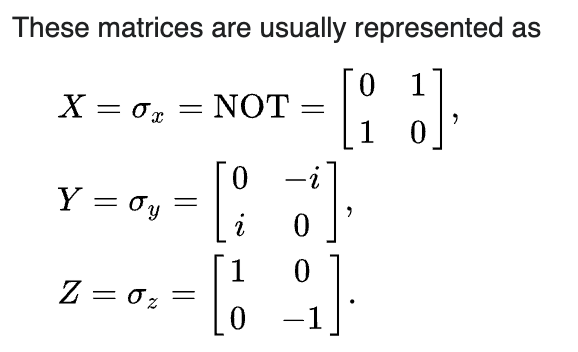 These matrices are usually represented as
X = σₓ = NOT = [0 1
1 0],
Y = σ_y = [0 −i
i 0],
Z = σ_z = [1 0
0 −1].